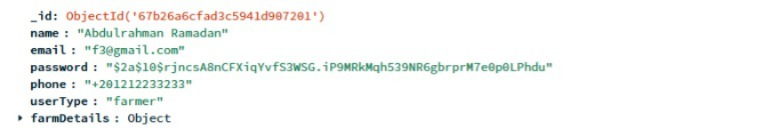 _id: ObjectId('67b26a6cfad3c5941d907201')
name : "Abdulrahman Ramadan"
email : "f3@gmail.com"
password : "$2a$10$rjncsA8nCFXiqYvfS3WSG.iP9MRkMqh539NR6gbrprM7e0p0LPhdu"
phone : "+201212233233"
userType : "farmer"
farmDetails : Object